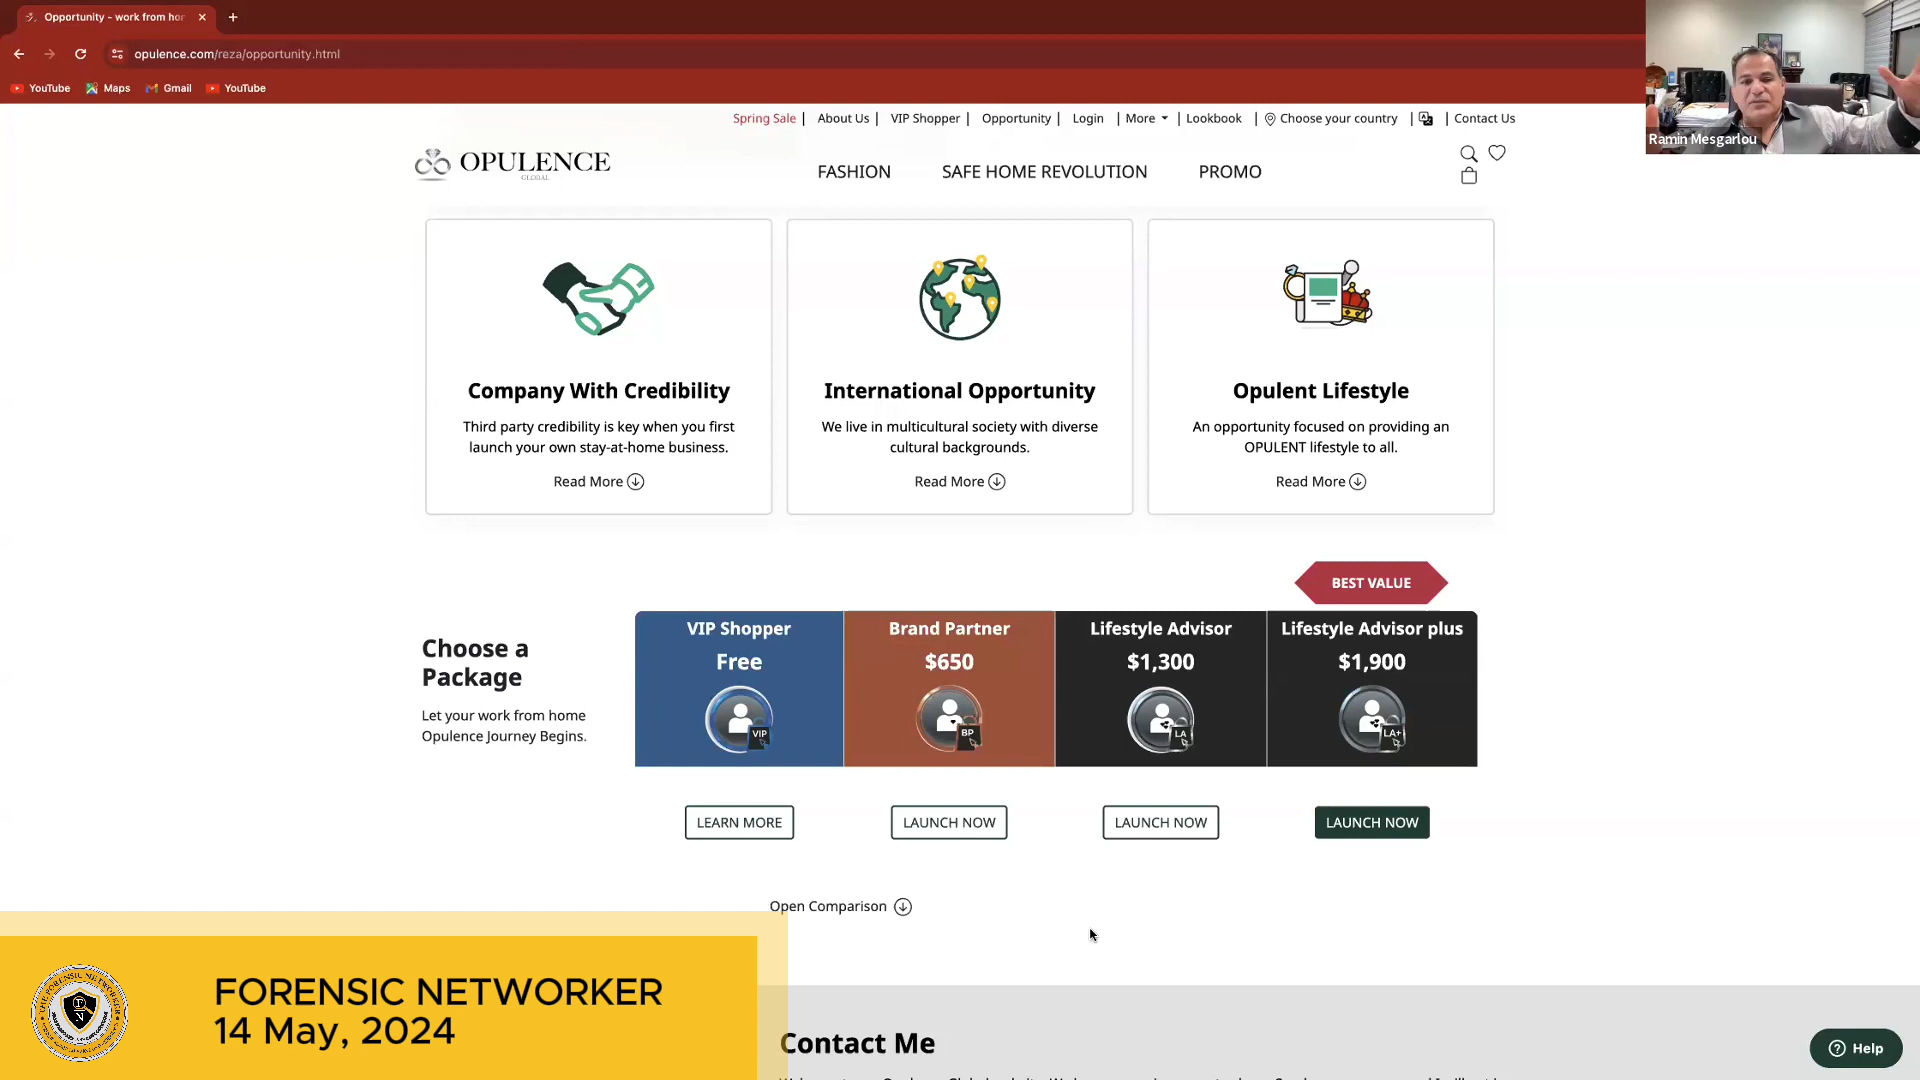 Opportunity - work from hor
opulence.com/reza/opportunity.html
YouTube
Maps
Gmail
YouTube
Ramin Mesgarlou
Spring Sale | About Us | VIP Shopper | Opportunity | Login | More | Lookbook | Choose your country | | Contact Us
OPULENCE
GLOBAL
FASHION
SAFE HOME REVOLUTION
PROMO
Company With Credibility
Third party credibility is key when you first
launch your own stay-at-home business.
Read More
International Opportunity
We live in multicultural society with diverse
cultural backgrounds.
Read More
Opulent Lifestyle
An opportunity focused on providing an
OPULENT lifestyle to all.
Read More
BEST VALUE
Choose a
Package
Let your work from home
Opulence Journey Begins.
VIP Shopper
Free
VIP
LEARN MORE
Brand Partner
$650
BP
LAUNCH NOW
Lifestyle Advisor
$1,300
LA
LAUNCH NOW
Lifestyle Advisor plus
$1,900
LA+
LAUNCH NOW
Open Comparison
FORENSIC NETWORKER
14 May, 2024
THE FORENSIC NETWORKER
Contact Me
Help